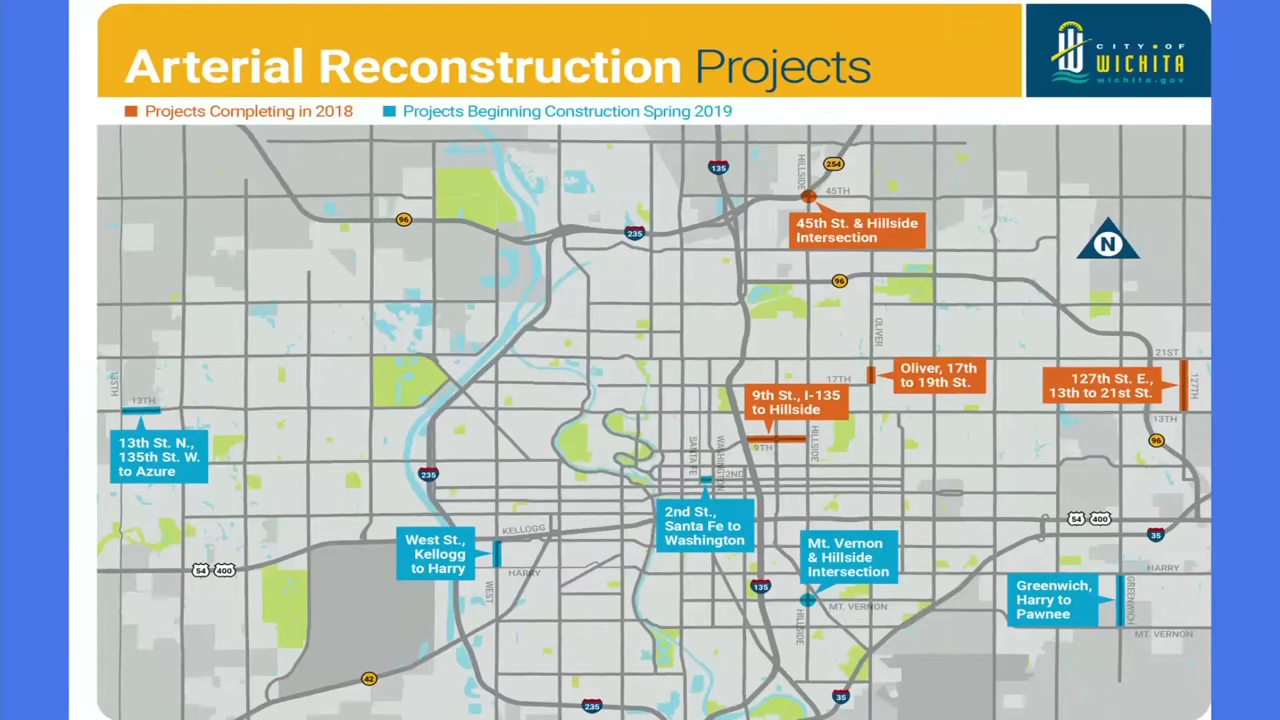 Arterial Reconstruction Projects
CITY OF
WICHITA
wichita.gov
Projects Completing in 2018
Projects Beginning Construction Spring 2019
135
HILLSIDE
254
45TH
96
235
45th St. & Hillside
Intersection
N
96
OLIVER
21ST
135TH
13TH
17TH
Oliver, 17th
to 19th St.
127th St. E.,
13th to 21st St.
127TH
9th St., I-135
to Hillside
13TH
13th St. N.,
135th St. W.
to Azure
SANTA FE
WASHINGTON
9TH
HILLSIDE
96
235
2ND
2nd St.,
Santa Fe to
Washington
54 400
KELLOGG
West St.,
Kellogg
to Harry
35
Mt. Vernon
& Hillside
Intersection
54 400
HARRY
HARRY
WEST
135
Greenwich,
Harry to
Pawnee
GREENWICH
MT. VERNON
HILLSIDE
MT. VERNON
42
35
235